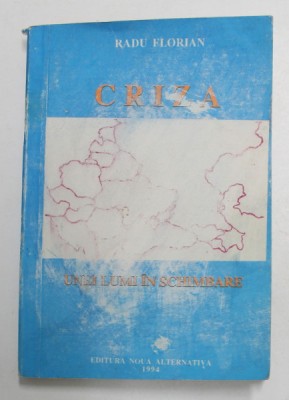 RADU FLORIAN
CRIZA
UNEI LUMI ÎN SCHIMBARE
EDITURA NOUA ALTERNATIVA
1994